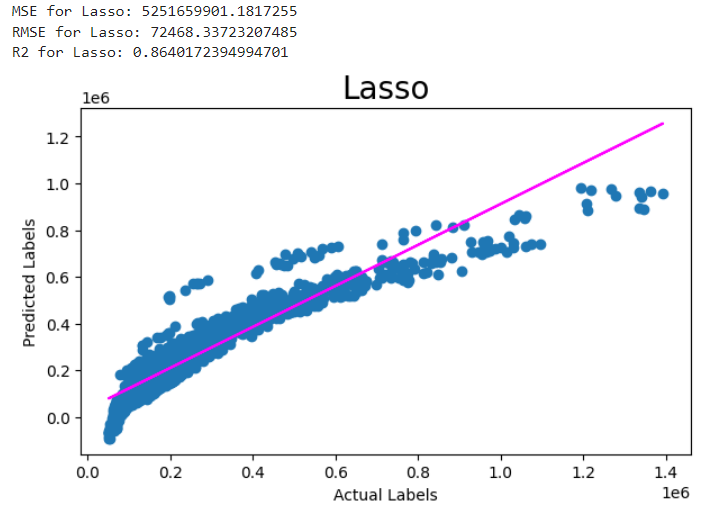 MSE for Lasso: 5251659901.1817255
RMSE for Lasso: 72468.33723207485
R2 for Lasso: 0.8640172394994701
Lasso
1e6
1.2
1.0
0.8
0.6
0.4
0.2
0.0
Predicted Labels
0.0 0.2 0.4 0.6 0.8 1.0 1.2 1.4
1e6
Actual Labels